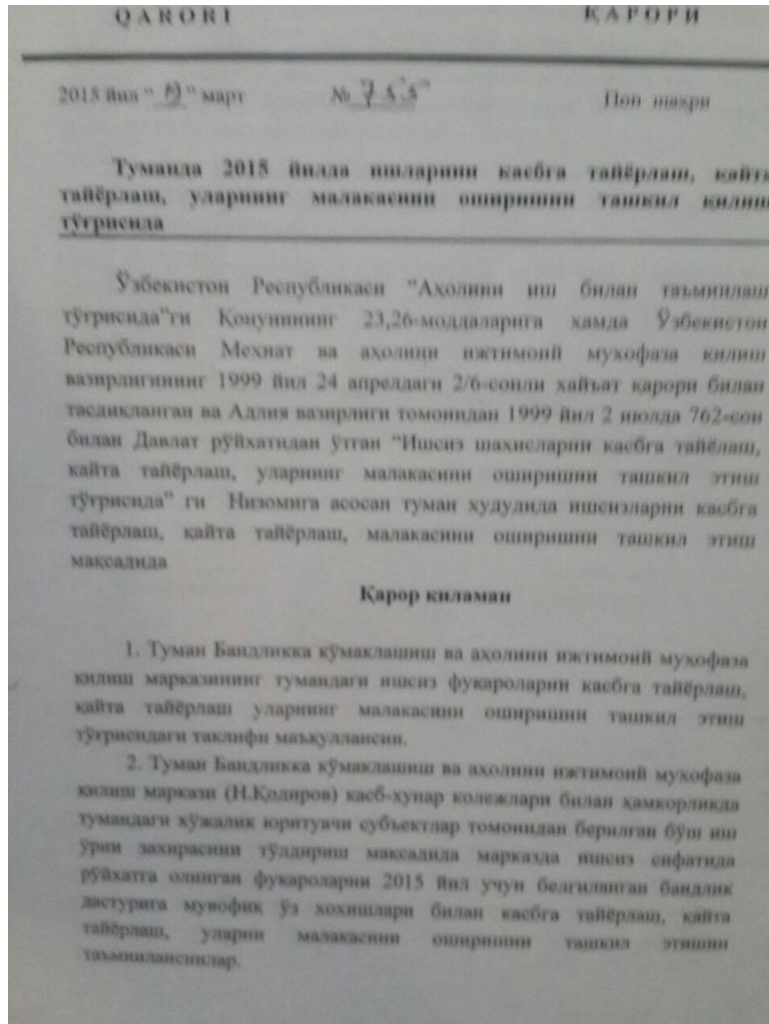 QARORI ҚАРОРИ
2015 йил “19” март № 755 Поп шаҳри
Туманда 2015 йилда ишларини касбга тайёрлаш, қайта
тайёрлаш, уларнинг малакасини оширишни ташкил қилиш
тўғрисида
Ўзбекистон Республикаси "Аҳолини иш билан таъминлаш
тўғрисида"ги Қонунининг 23,26-моддаларига ҳамда Ўзбекистон
Республикаси Меҳнат ва аҳолини ижтимоий муҳофаза қилиш
вазирлигининг 1999 йил 24 апрелдаги 2/6-сонли ҳайъат қарори билан
тасдиқланган ва Адлия вазирлиги томонидан 1999 йил 2 июлда 762-сон
билан Давлат рўйхатидан ўтган "Ишсиз шахсларни касбга тайёлаш,
қайта тайёрлаш, уларнинг малакасини оширишни ташкил этиш
тўғрисида" ги Низомига асосан туман ҳудудида ишсизларни касбга
тайёрлаш, қайта тайёрлаш, малакасини оширишни ташкил этиш
мақсадида
Қарор қиламан
1. Туман Бандликка кўмаклашиш ва аҳолини ижтимоий муҳофаза
қилиш марказининг тумандаги ишсиз фуқароларни касбга тайёрлаш,
қайта тайёрлаш уларнинг малакасини оширишни ташкил этиш
тўғрисидаги таклифи маъқуллансин.
2. Туман Бандликка кўмаклашиш ва аҳолини ижтимоий муҳофаза
қилиш маркази (Н.Қодиров) касб-ҳунар колежлари билан ҳамкорликда
тумандаги хўжалик юритувчи субъектлар томонидан берилган бўш иш
ўрни захирасини тўлдириш мақсадида марказда ишсиз сифатида
рўйхатга олинган фуқароларни 2015 йил учун белгиланган бандлик
дастурига мувофиқ ўз хоҳишлари билан касбга тайёрлаш, қайта
тайёрлаш, уларни малакасини оширишни ташкил этишни
таъминлансинлар.